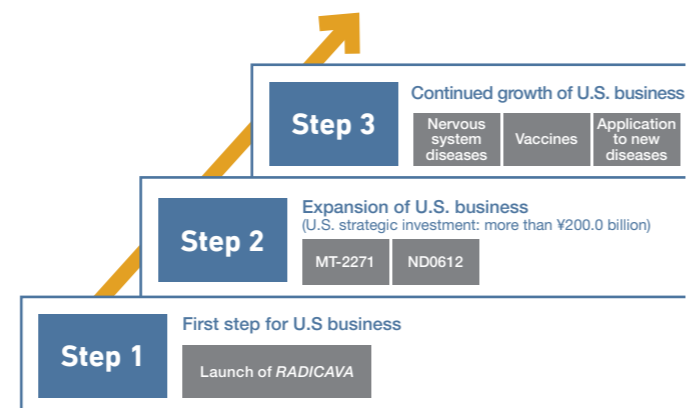 Step 3
Continued growth of U.S. business
Nervous
system
diseases
Vaccines
Application
to new
diseases
Step 2
Expansion of U.S. business
(U.S. strategic investment: more than ¥200.0 billion)
MT-2271
ND0612
Step 1
First step for U.S business
Launch of RADICAVA